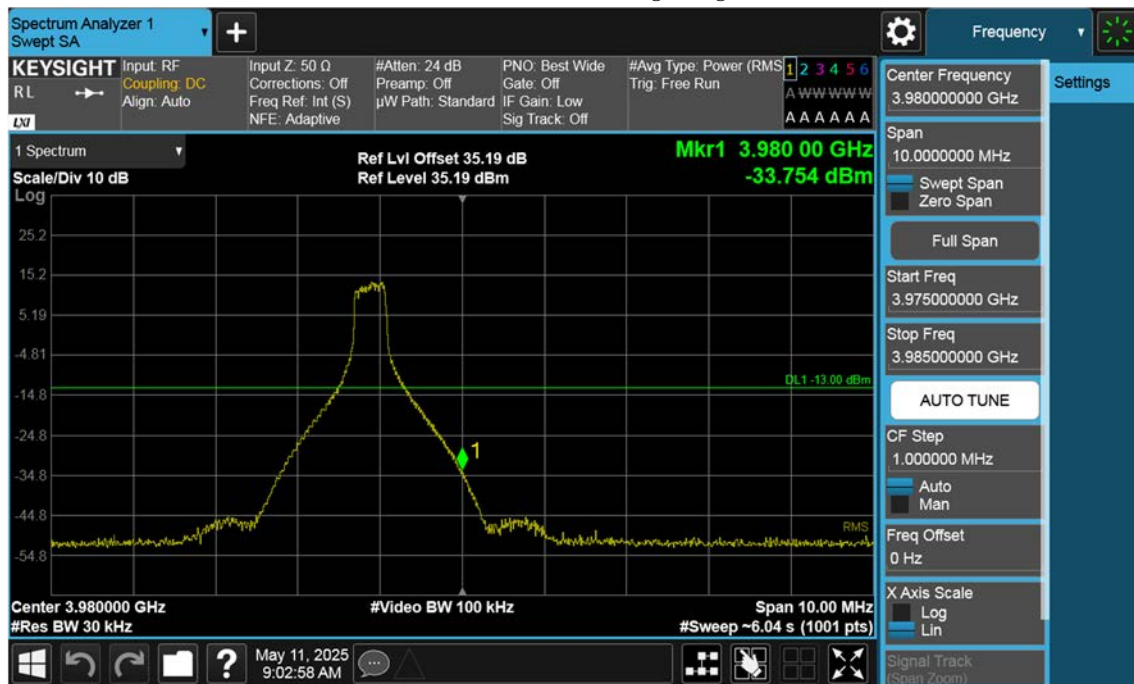 Spectrum Analyzer 1
Swept SA
+
Frequency
KEYSIGHT
RL
LXI
Input: RF
Coupling: DC
Align: Auto
Input Z: 50 Ω
Corrections: Off
Freq Ref: Int (S)
NFE: Adaptive
#Atten: 24 dB
Preamp: Off
µW Path: Standard
PNO: Best Wide
Gate: Off
IF Gain: Low
Sig Track: Off
#Avg Type: Power (RMS
Trig: Free Run
1 2 3 4 5 6
A W W W W W
A A A A A A
1 Spectrum
Scale/Div 10 dB
Ref Lvl Offset 35.19 dB
Ref Level 35.19 dBm
Mkr1 3.980 00 GHz
-33.754 dBm
Log
25.2
15.2
5.19
-4.81
-14.8
-24.8
-34.8
-44.8
-54.8
DL1 -13.00 dBm
1
RMS
Center 3.980000 GHz
#Video BW 100 kHz
Span 10.00 MHz
#Res BW 30 kHz
#Sweep ~6.04 s (1001 pts)
Center Frequency
3.980000000 GHz
Settings
Span
10.0000000 MHz
Swept Span
Zero Span
Full Span
Start Freq
3.975000000 GHz
Stop Freq
3.985000000 GHz
AUTO TUNE
CF Step
1.000000 MHz
Auto
Man
Freq Offset
0 Hz
X Axis Scale
Log
Lin
Signal Track
(Span Zoom)
?
May 11, 2025
9:02:58 AM